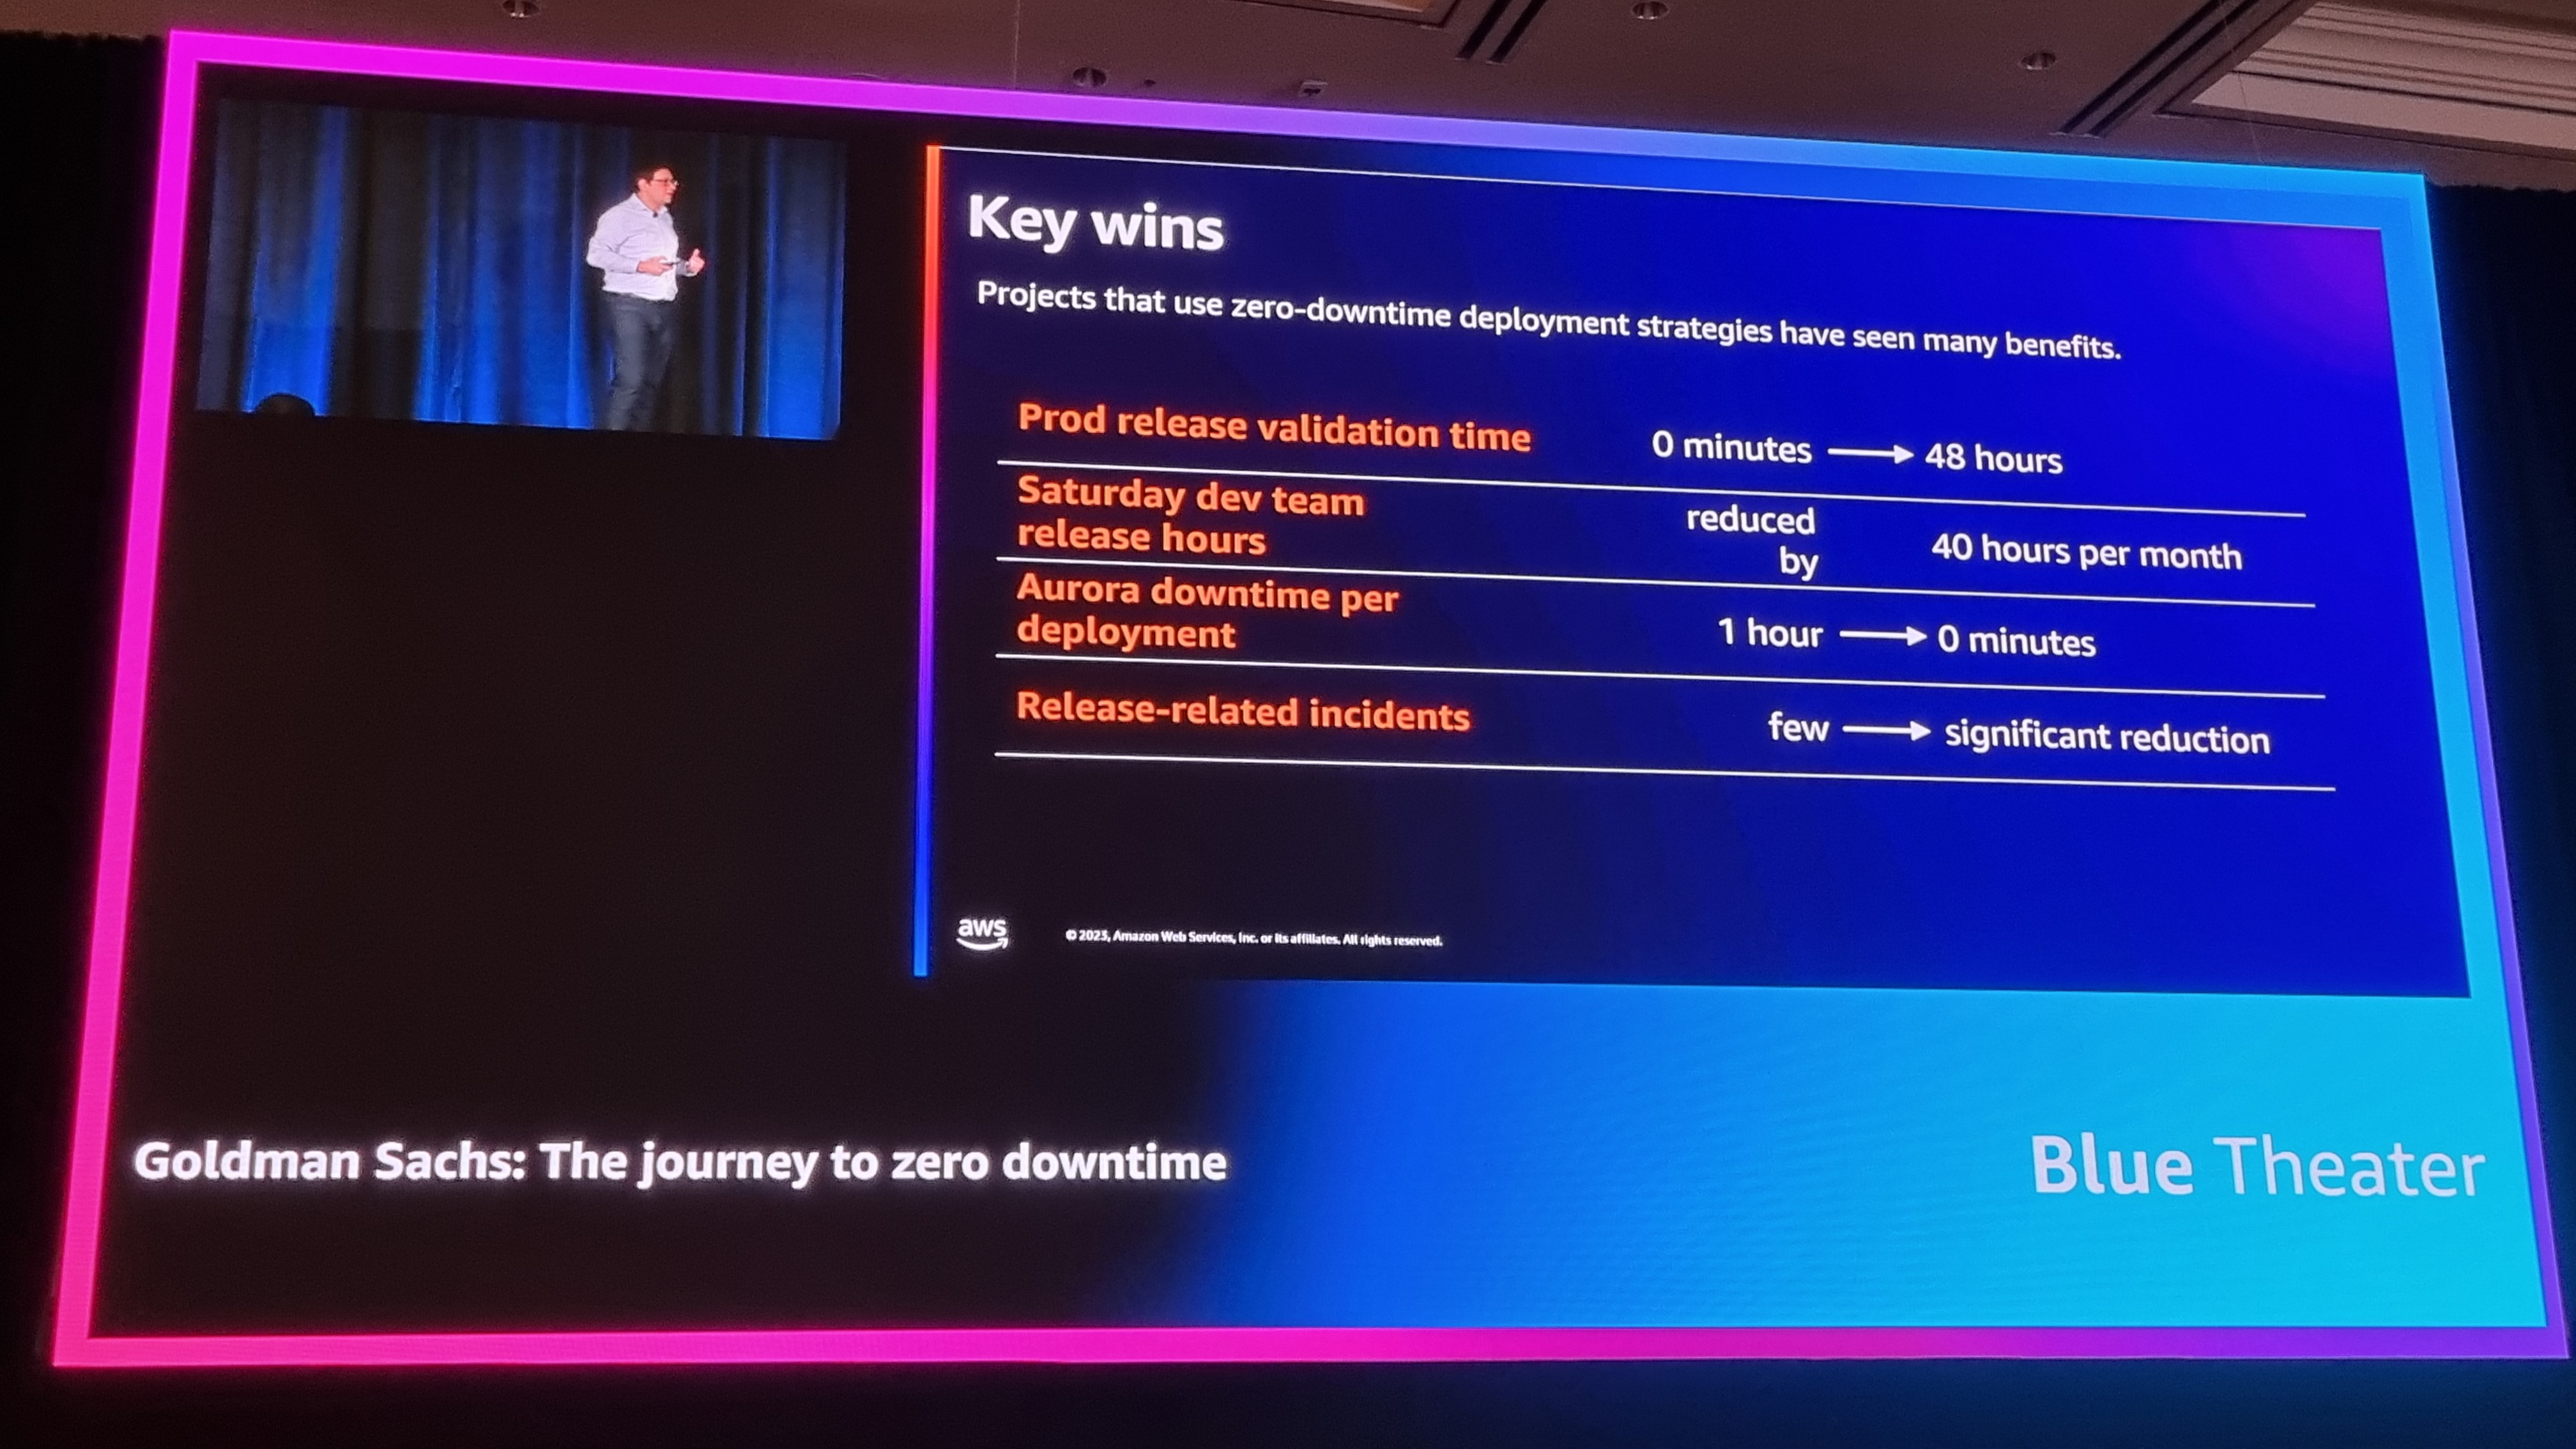 Key wins
Projects that use zero-downtime deployment strategies have seen many benefits.
Prod release validation time 0 minutes → 48 hours
Saturday dev team
release hours
reduced
by
40 hours per month
Aurora downtime per
deployment
1 hour → 0 minutes
Release-related incidents few → significant reduction
aws © 2023, Amazon Web Services, Inc. or its affiliates. All rights reserved.
Goldman Sachs: The journey to zero downtime
Blue Theater